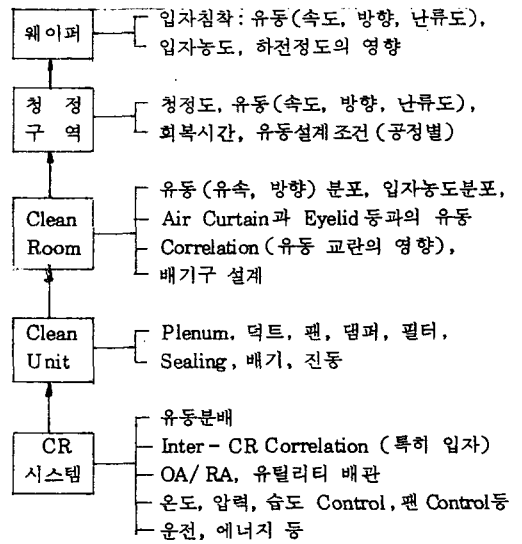 웨이퍼
입자침착: 유동(속도, 방향, 난류도),
입자농도, 하전정도의 영향
청 정
구 역
청정도, 유동(속도, 방향, 난류도),
회복시간, 유동설계조건(공정별)
Clean
Room
유동(유속, 방향) 분포, 입자농도분포,
Air Curtain과 Eyelid 등과의 유동
Correlation(유동 교란의 영향),
배기구 설계
Clean
Unit
Plenum, 덕트, 팬, 댐퍼, 필터,
Sealing, 배기, 진동
CR
시스템
유동분배
Inter-CR Correlation (특히 입자)
OA/RA, 유틸리티 배관
온도, 압력, 습도 Control, 팬 Control등
운전, 에너지 등